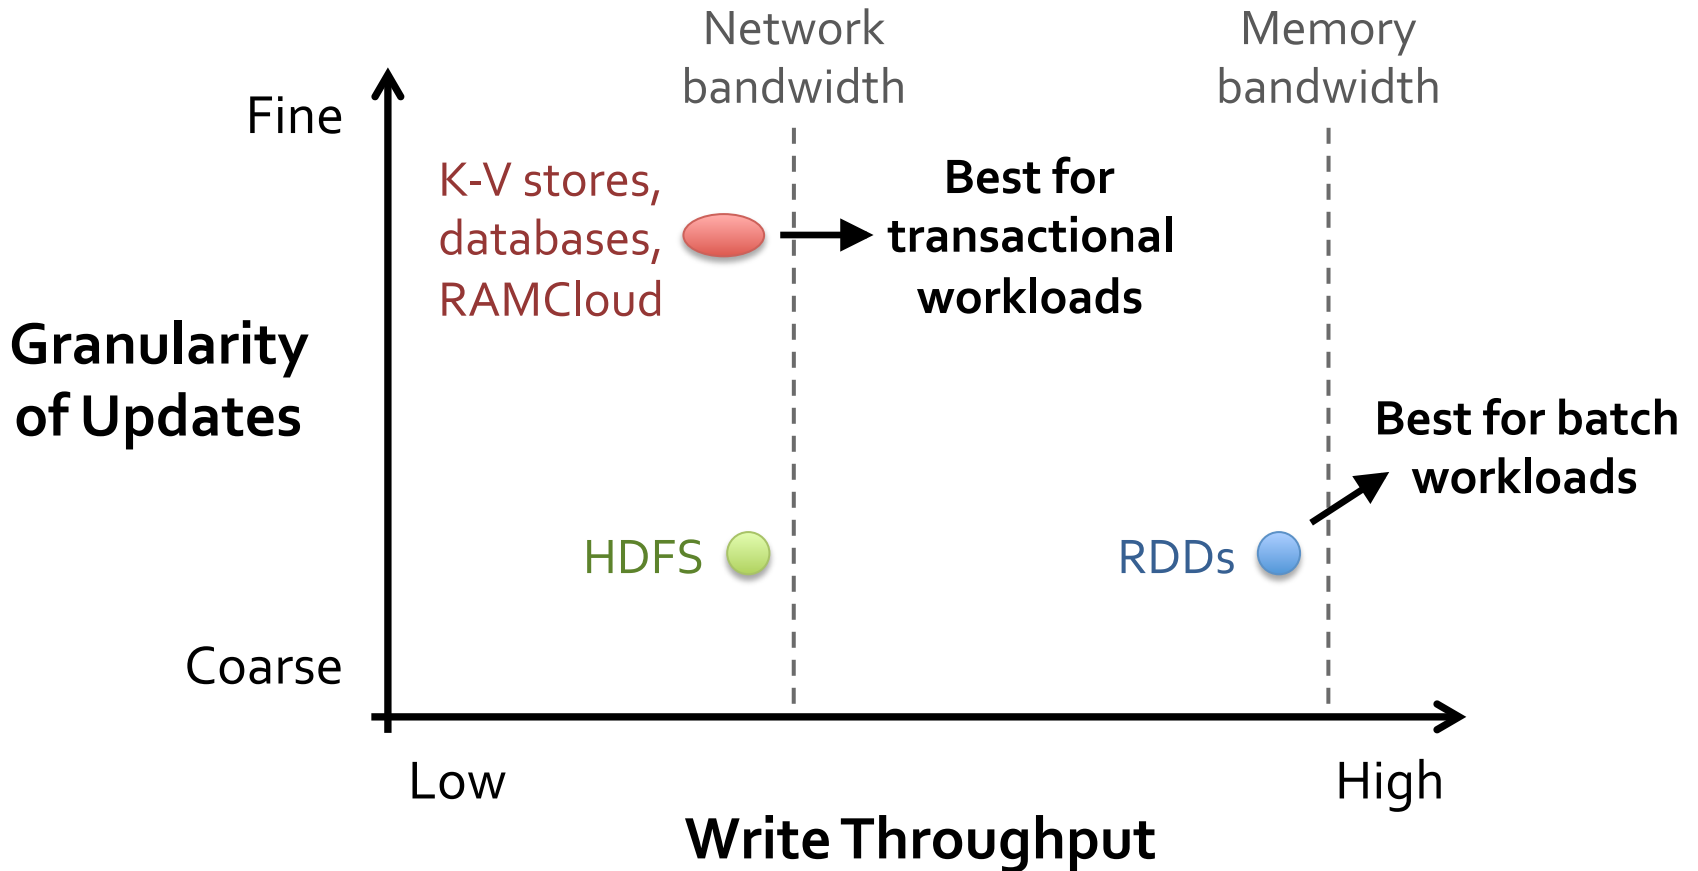 Network
bandwidth
Memory
bandwidth
Fine
K-V stores,
databases,
RAMCloud
Best for
transactional
workloads
Granularity
of Updates
Best for batch
workloads
HDFS
RDDs
Coarse
Low
High
Write Throughput